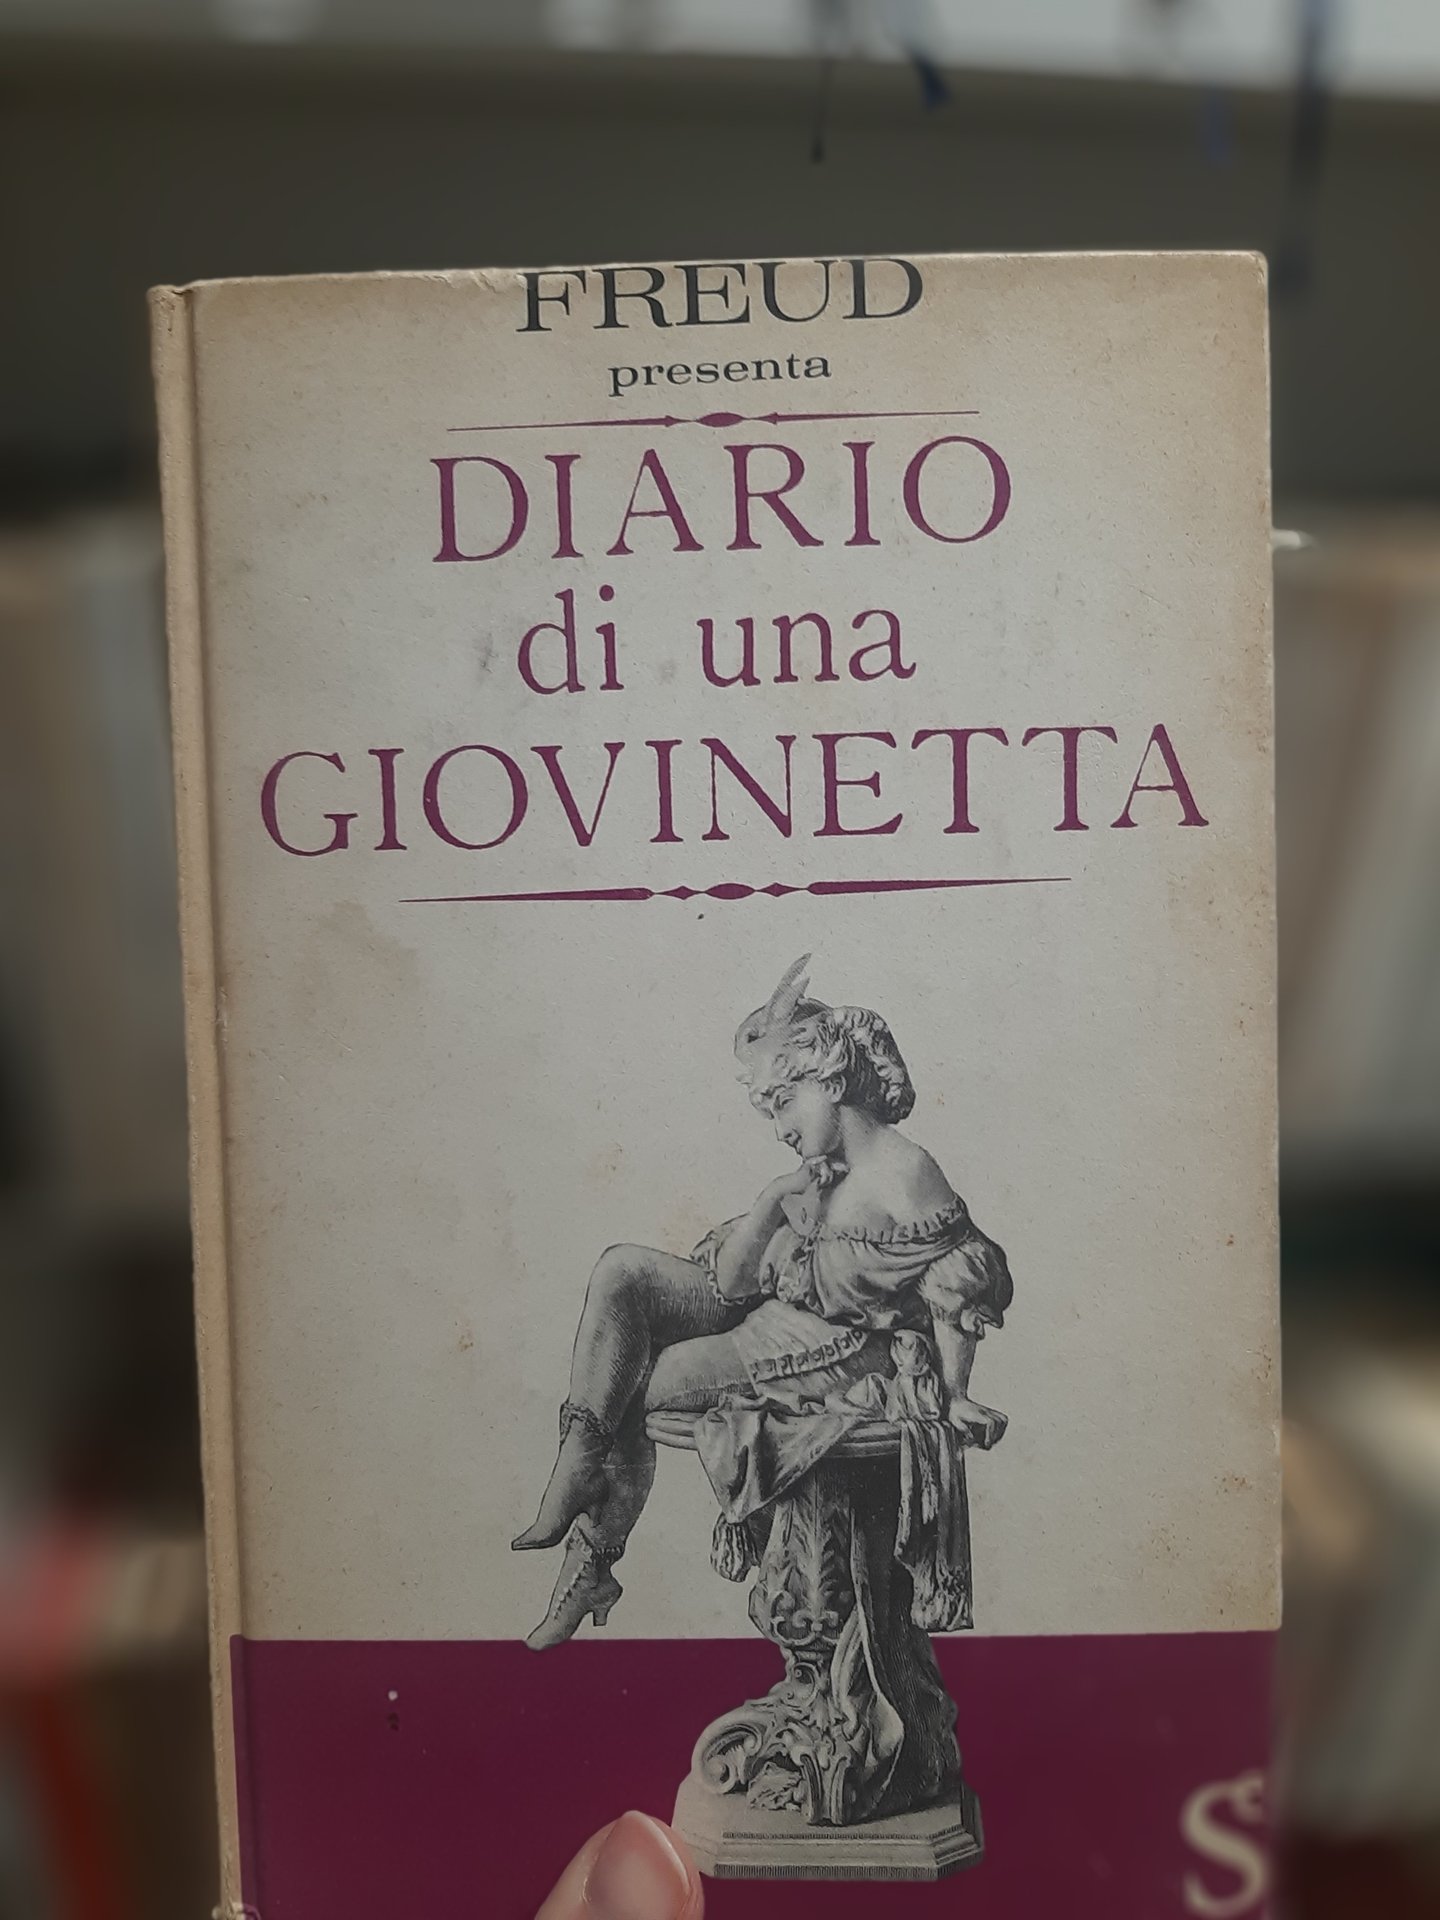 FREUD
presenta
DIARIO
di una
GIOVINETTA
S